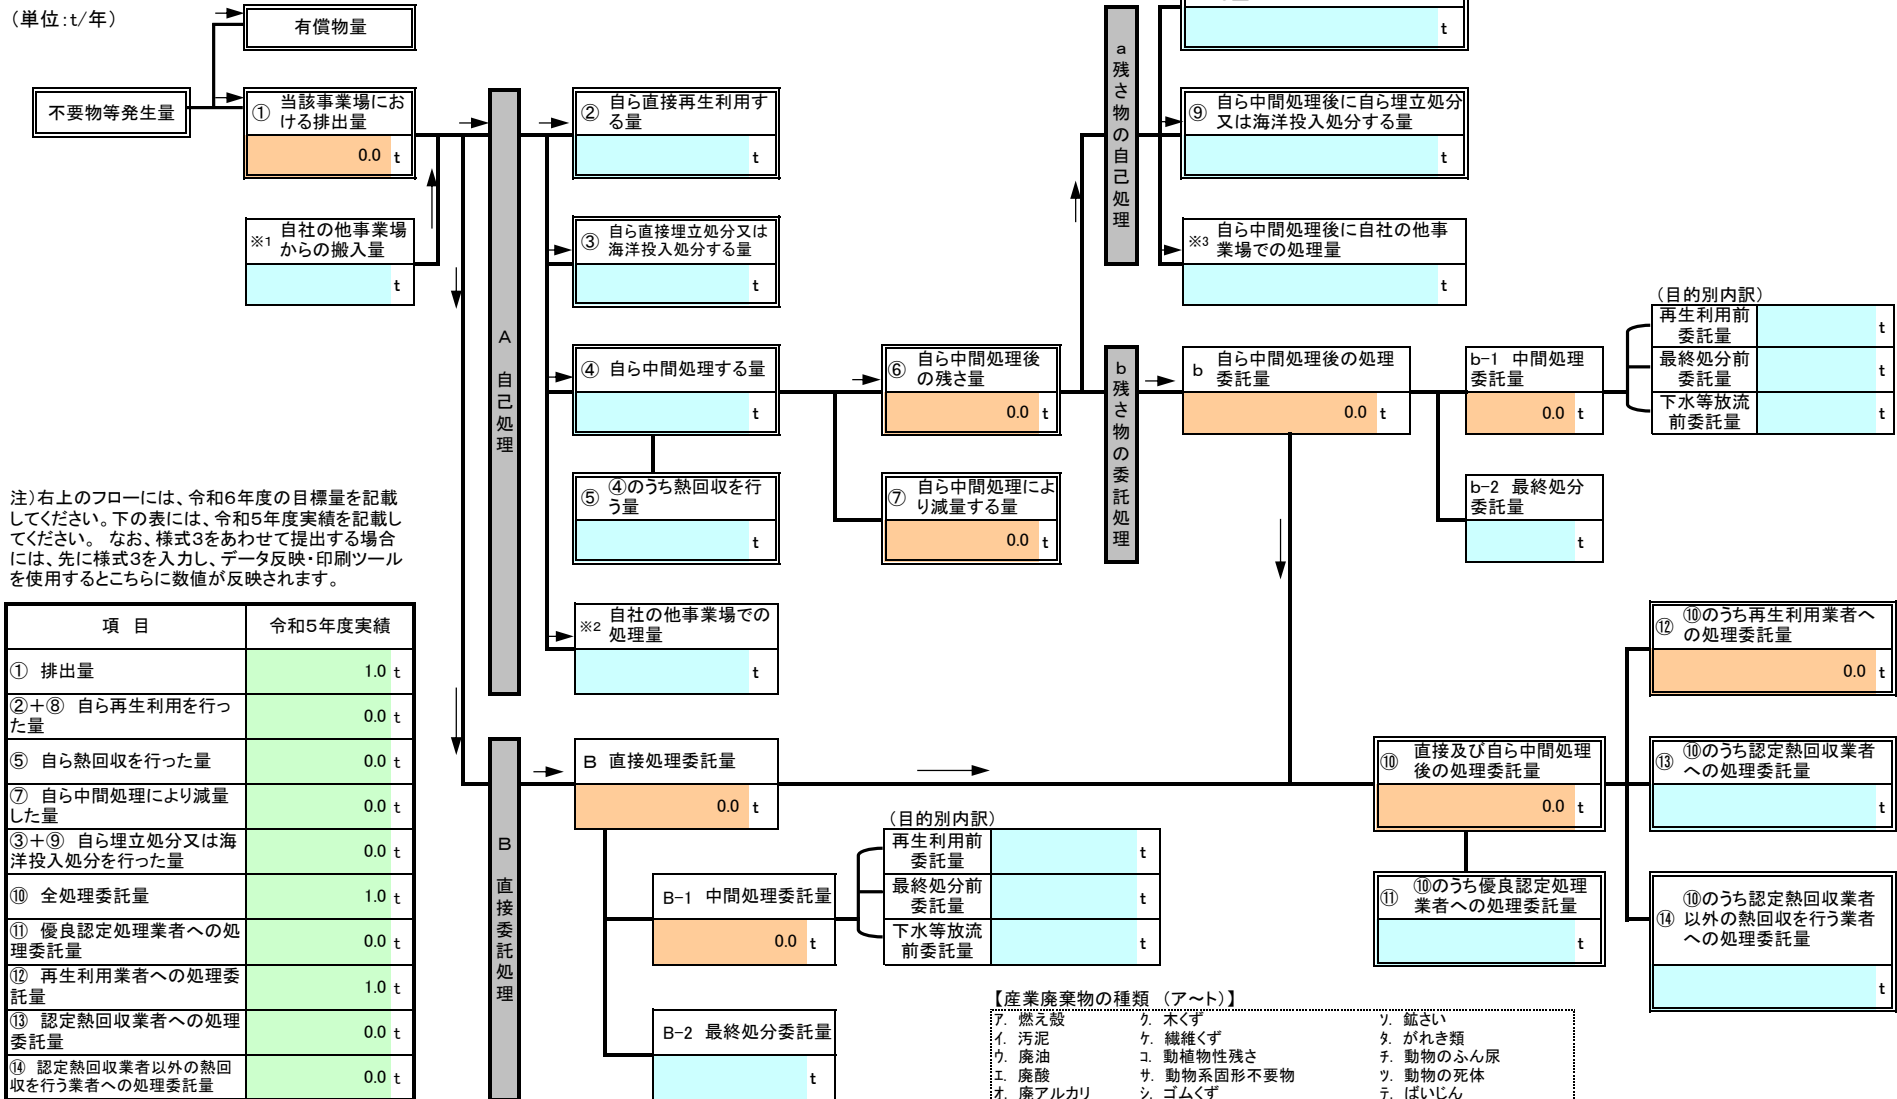 (単位:t/年)
有償物量
不要物等発生量
① 当該事業場にお
ける排出量
0.0 t
※1 自社の他事業場
からの搬入量
t
A 自己処理
② 自ら直接再生利用す
る量
t
③ 自ら直接埋立処分又は
海洋投入処分する量
t
④ 自ら中間処理する量
t
⑤ ④のうち熱回収を行
う量
t
※2 自社の他事業場での
処理量
t
⑥ 自ら中間処理後
の残さ量
0.0 t
⑦ 自ら中間処理によ
り減量する量
0.0 t
a 残さ物の自己処理
t
⑨ 自ら中間処理後に自ら埋立処分
又は海洋投入処分する量
t
※3 自ら中間処理後に自社の他事
業場での処理量
t
b 残さ物の委託処理
b 自ら中間処理後の処理
委託量
0.0 t
b-1 中間処理
委託量
0.0 t
b-2 最終処分
委託量
t
(目的別内訳)
再生利用前
委託量
t
最終処分前
委託量
t
下水等放流
前委託量
t
注)右上のフローには、令和6年度の目標量を記載
してください。下の表には、令和5年度実績を記載し
てください。 なお、様式3をあわせて提出する場合
には、先に様式3を入力し、データ反映・印刷ツール
を使用するとこちらに数値が反映されます。
項 目 令和5年度実績
① 排出量 1.0 t
②+⑧ 自ら再生利用を行っ
た量 0.0 t
⑤ 自ら熱回収を行った量 0.0 t
⑦ 自ら中間処理により減量
した量 0.0 t
③+⑨ 自ら埋立処分又は海
洋投入処分を行った量 0.0 t
⑩ 全処理委託量 1.0 t
⑪ 優良認定処理業者への処
理委託量 0.0 t
⑫ 再生利用業者への処理委
託量 1.0 t
⑬ 認定熱回収業者への処理
委託量 0.0 t
⑭ 認定熱回収業者以外の熱回
収を行う業者への処理委託量 0.0 t
B 直接委託処理
B 直接処理委託量
0.0 t
B-1 中間処理委託量
0.0 t
B-2 最終処分委託量
t
(目的別内訳)
再生利用前
委託量
t
最終処分前
委託量
t
下水等放流
前委託量
t
⑩ 直接及び自ら中間処理
後の処理委託量
0.0 t
⑪ ⑩のうち優良認定処理
業者への処理委託量
t
⑫ ⑩のうち再生利用業者へ
の処理委託量
0.0 t
⑬ ⑩のうち認定熱回収業者
への処理委託量
t
⑭ ⑩のうち認定熱回収業者
以外の熱回収を行う業者
への処理委託量
t
【産業廃棄物の種類 (ア~ト)】
ア. 燃え殻 ク. 木くず ソ. 鉱さい
イ. 汚泥 ケ. 繊維くず タ. がれき類
ウ. 廃油 コ. 動植物性残さ チ. 動物のふん尿
エ. 廃酸 サ. 動物系固形不要物 ツ. 動物の死体
オ. 廃アルカリ シ. ゴムくず テ. ばいじん